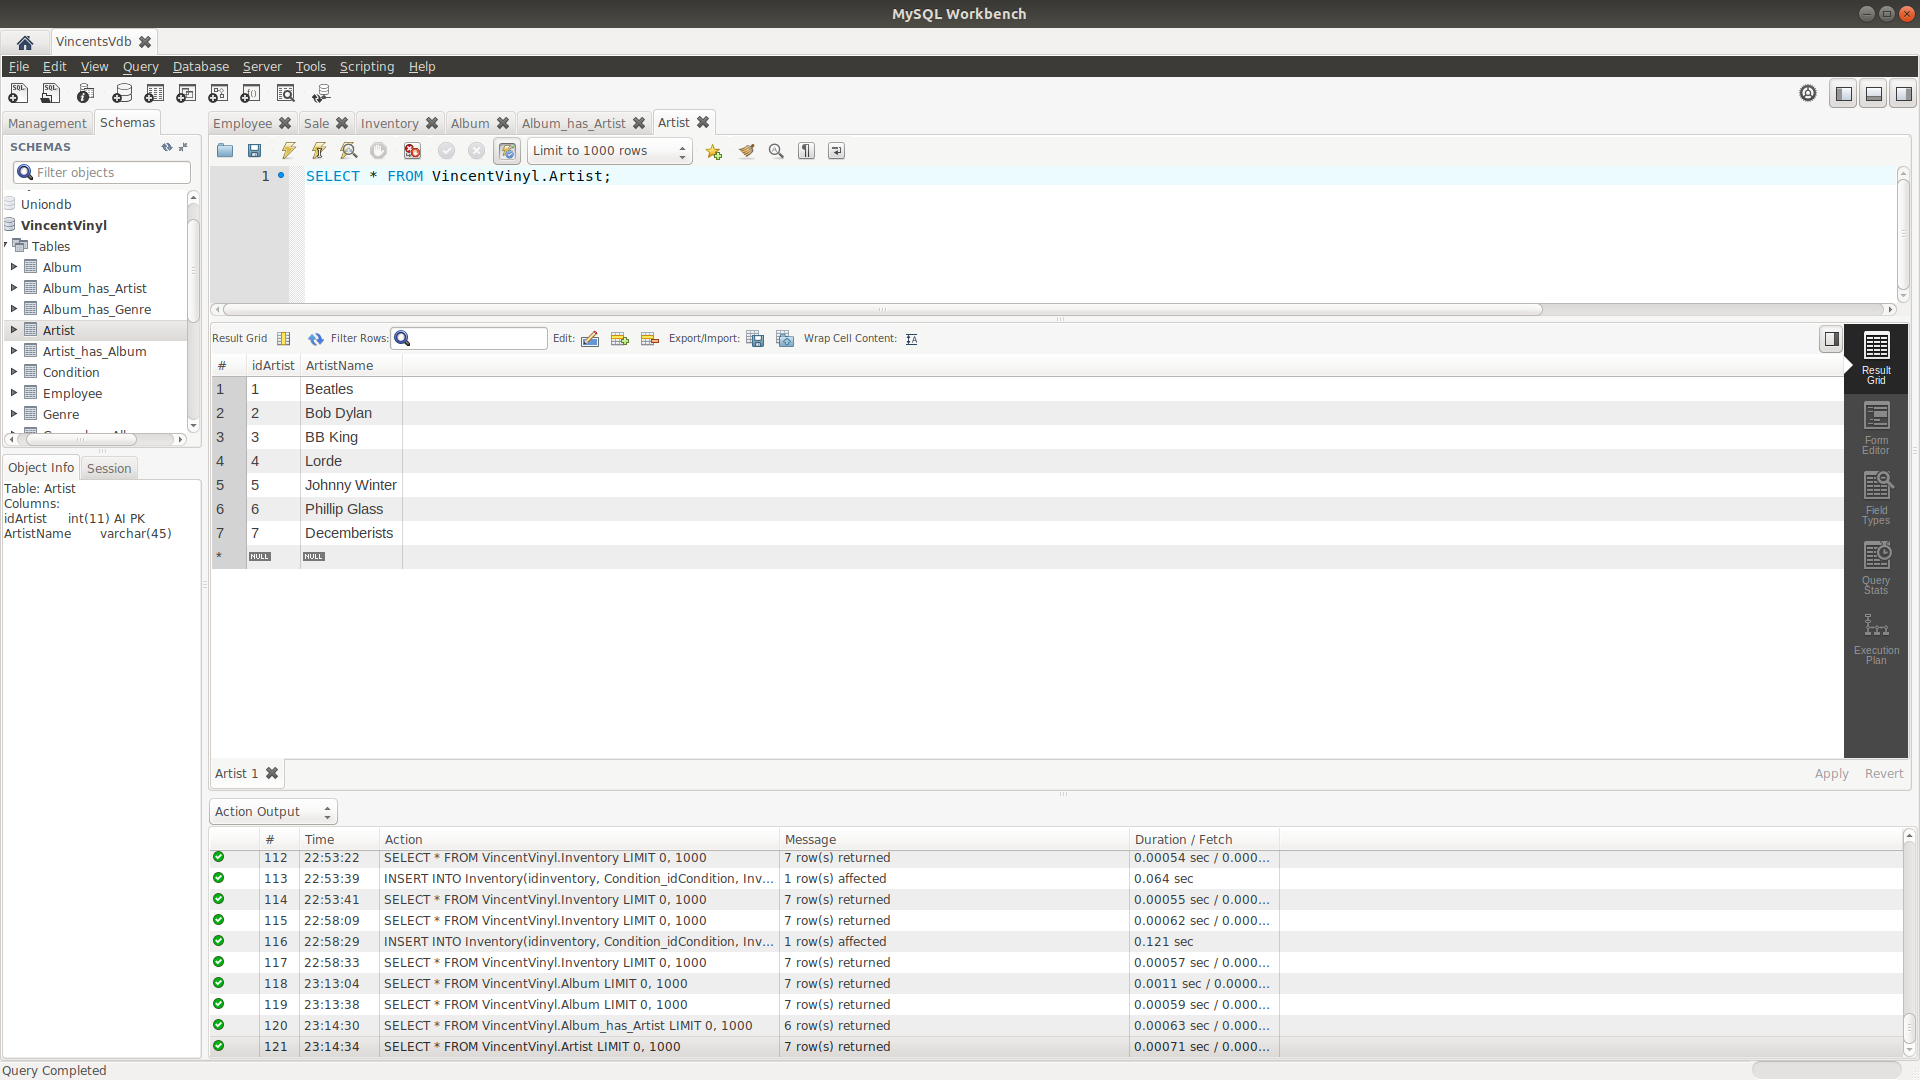 MySQL Workbench
VincentsVdb
File Edit View Query Database Server Tools Scripting Help
Management Schemas
Employee Sale Inventory Album Album_has_Artist Artist
SCHEMAS
Filter objects
Uniondb
VincentVinyl
Tables
Album
Album_has_Artist
Album_has_Genre
Artist
Artist_has_Album
Condition
Employee
Genre
Object Info Session
Table: Artist
Columns:
idArtist int(11) AI PK
ArtistName varchar(45)
Limit to 1000 rows
1 SELECT * FROM VincentVinyl.Artist;
Result Grid Filter Rows: Edit: Export/Import: Wrap Cell Content:
# idArtist ArtistName
1 1 Beatles
2 2 Bob Dylan
3 3 BB King
4 4 Lorde
5 5 Johnny Winter
6 6 Phillip Glass
7 7 Decemberists
* NULL NULL
Result
Grid
Form
Editor
Field
Types
Query
Stats
Execution
Plan
Artist 1
Apply Revert
Action Output
# Time Action Message Duration / Fetch
112 22:53:22 SELECT * FROM VincentVinyl.Inventory LIMIT 0, 1000 7 row(s) returned 0.00054 sec / 0.000...
113 22:53:39 INSERT INTO Inventory(idinventory, Condition_idCondition, Inv... 1 row(s) affected 0.064 sec
114 22:53:41 SELECT * FROM VincentVinyl.Inventory LIMIT 0, 1000 7 row(s) returned 0.00055 sec / 0.000...
115 22:58:09 SELECT * FROM VincentVinyl.Inventory LIMIT 0, 1000 7 row(s) returned 0.00062 sec / 0.000...
116 22:58:29 INSERT INTO Inventory(idinventory, Condition_idCondition, Inv... 1 row(s) affected 0.121 sec
117 22:58:33 SELECT * FROM VincentVinyl.Inventory LIMIT 0, 1000 7 row(s) returned 0.00057 sec / 0.000...
118 23:13:04 SELECT * FROM VincentVinyl.Album LIMIT 0, 1000 7 row(s) returned 0.0011 sec / 0.0000...
119 23:13:38 SELECT * FROM VincentVinyl.Album LIMIT 0, 1000 7 row(s) returned 0.00059 sec / 0.000...
120 23:14:30 SELECT * FROM VincentVinyl.Album_has_Artist LIMIT 0, 1000 6 row(s) returned 0.00063 sec / 0.000...
121 23:14:34 SELECT * FROM VincentVinyl.Artist LIMIT 0, 1000 7 row(s) returned 0.00071 sec / 0.000...
Query Completed